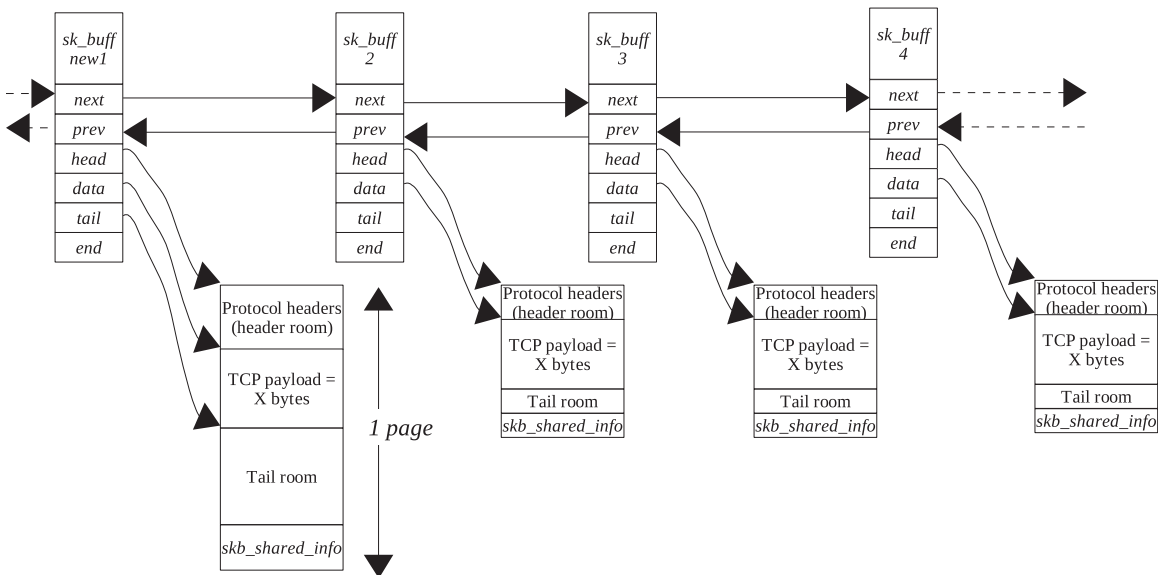 sk_buff
new1
next
prev
head
data
tail
end
sk_buff
2
next
prev
head
data
tail
end
sk_buff
3
next
prev
head
data
tail
end
sk_buff
4
next
prev
head
data
tail
end
Protocol headers
(header room)
TCP payload =
X bytes
Tail room
skb_shared_info
1 page
Protocol headers
(header room)
TCP payload =
X bytes
Tail room
skb_shared_info
Protocol headers
(header room)
TCP payload =
X bytes
Tail room
skb_shared_info
Protocol headers
(header room)
TCP payload =
X bytes
Tail room
skb_shared_info